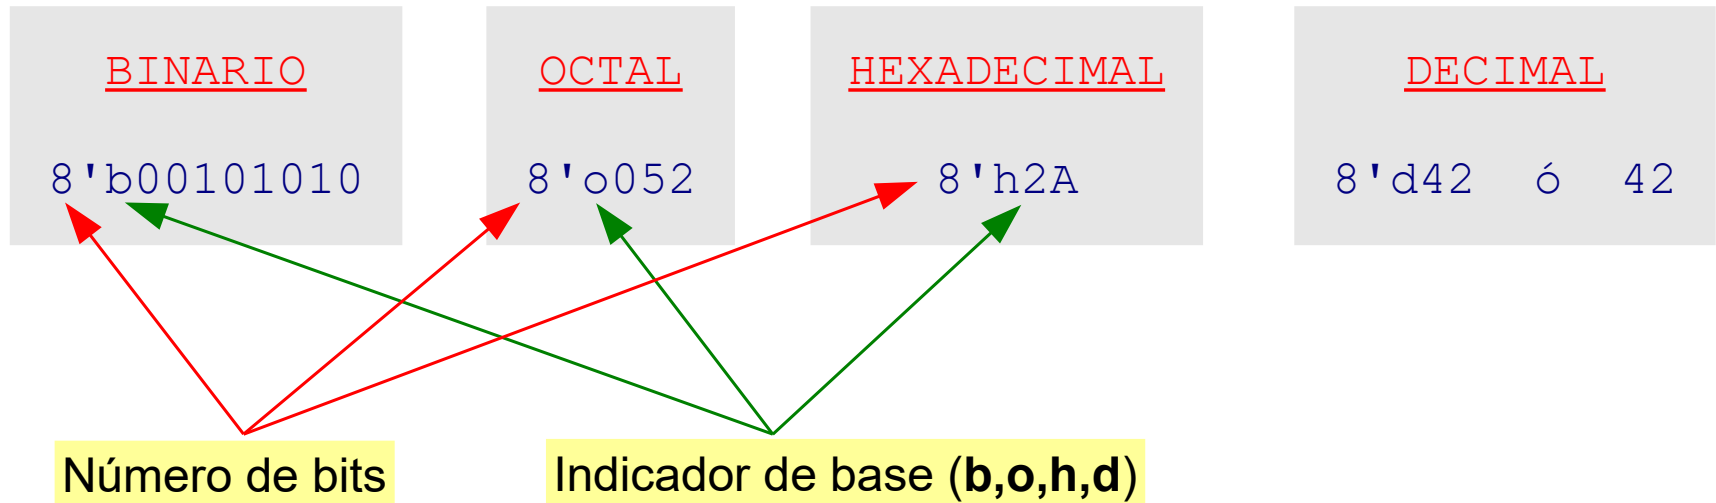 BINARIO OCTAL HEXADECIMAL DECIMAL
8'b00101010 8'o052 8'h2A 8'd42 ó 42
Número de bits Indicador de base (b,o,h,d)